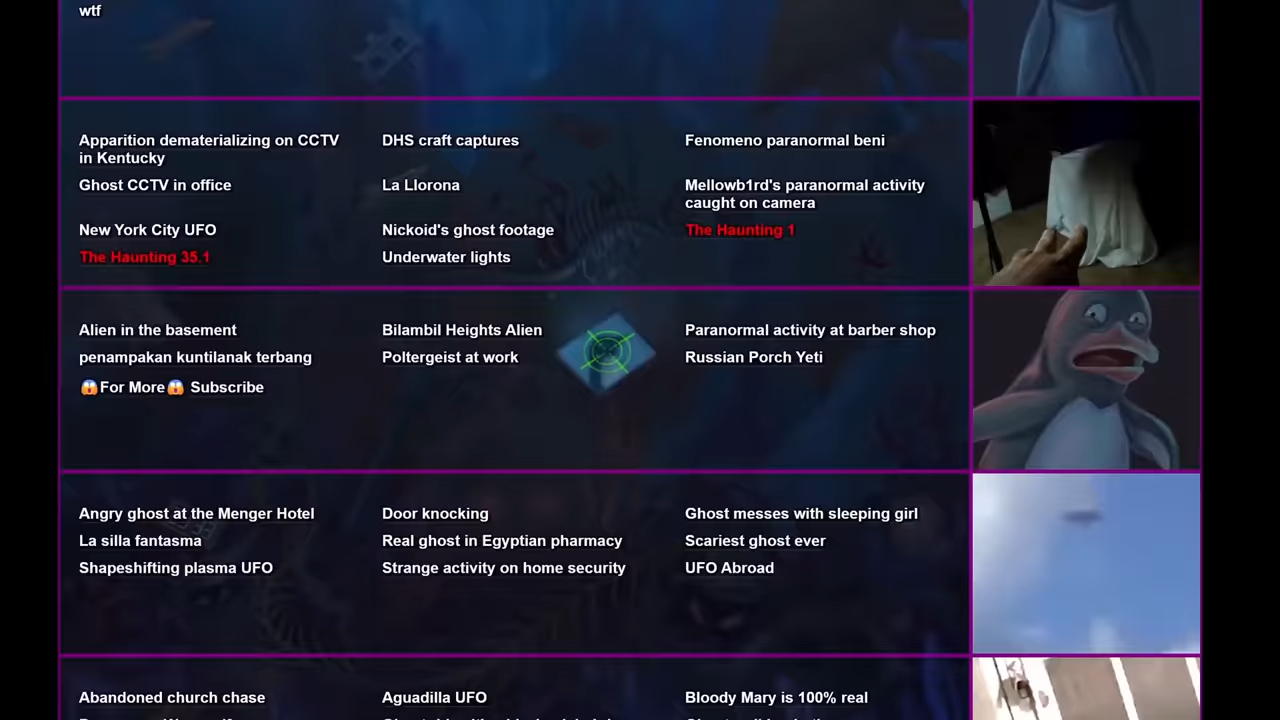 wtf
Apparition dematerializing on CCTV
in Kentucky
DHS craft captures
Fenomeno paranormal beni
Ghost CCTV in office
La Llorona
Mellowb1rd's paranormal activity
caught on camera
New York City UFO
Nickoid's ghost footage
The Haunting 1
The Haunting 35.1
Underwater lights
Alien in the basement
Bilambil Heights Alien
Paranormal activity at barber shop
penampakan kuntilanak terbang
Poltergeist at work
Russian Porch Yeti
😱For More😱 Subscribe
Angry ghost at the Menger Hotel
Door knocking
Ghost messes with sleeping girl
La silla fantasma
Real ghost in Egyptian pharmacy
Scariest ghost ever
Shapeshifting plasma UFO
Strange activity on home security
UFO Abroad
Abandoned church chase
Aguadilla UFO
Bloody Mary is 100% real